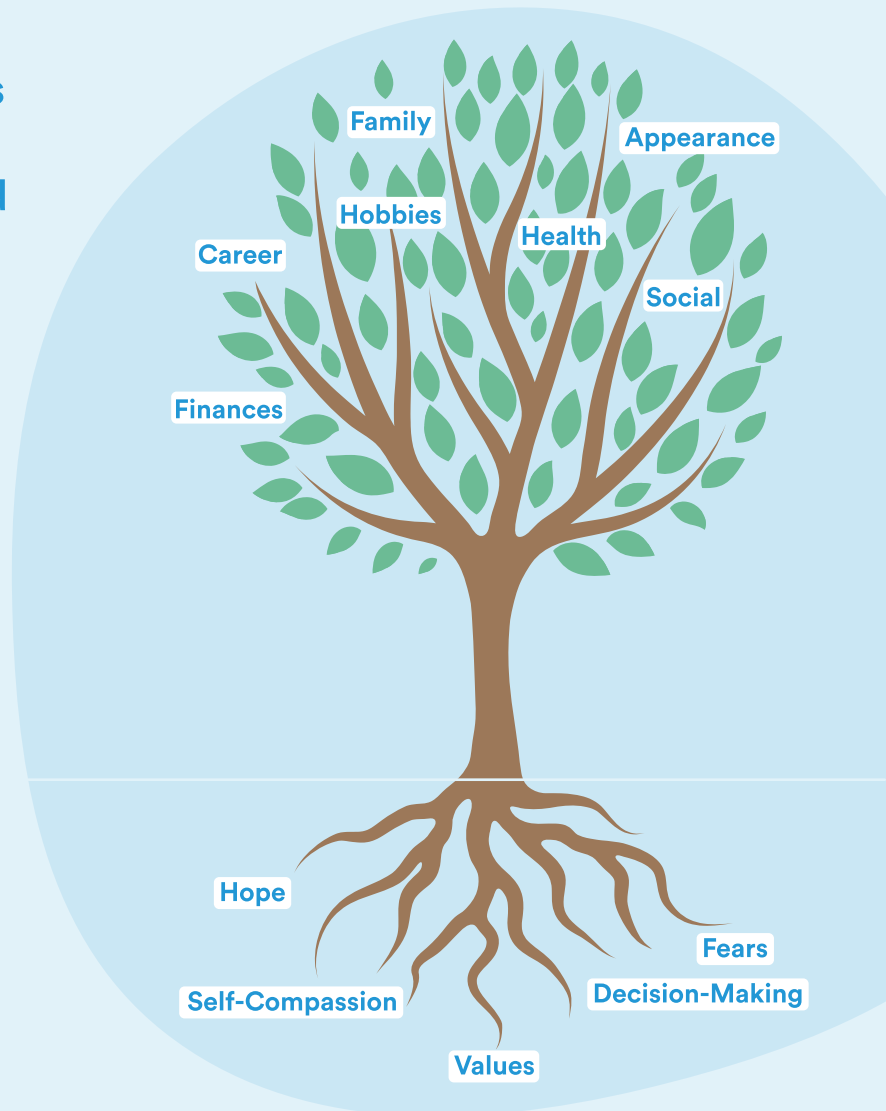 Family
Appearance
Hobbies
Health
Career
Social
Finances
Hope
Fears
Self-Compassion
Decision-Making
Values